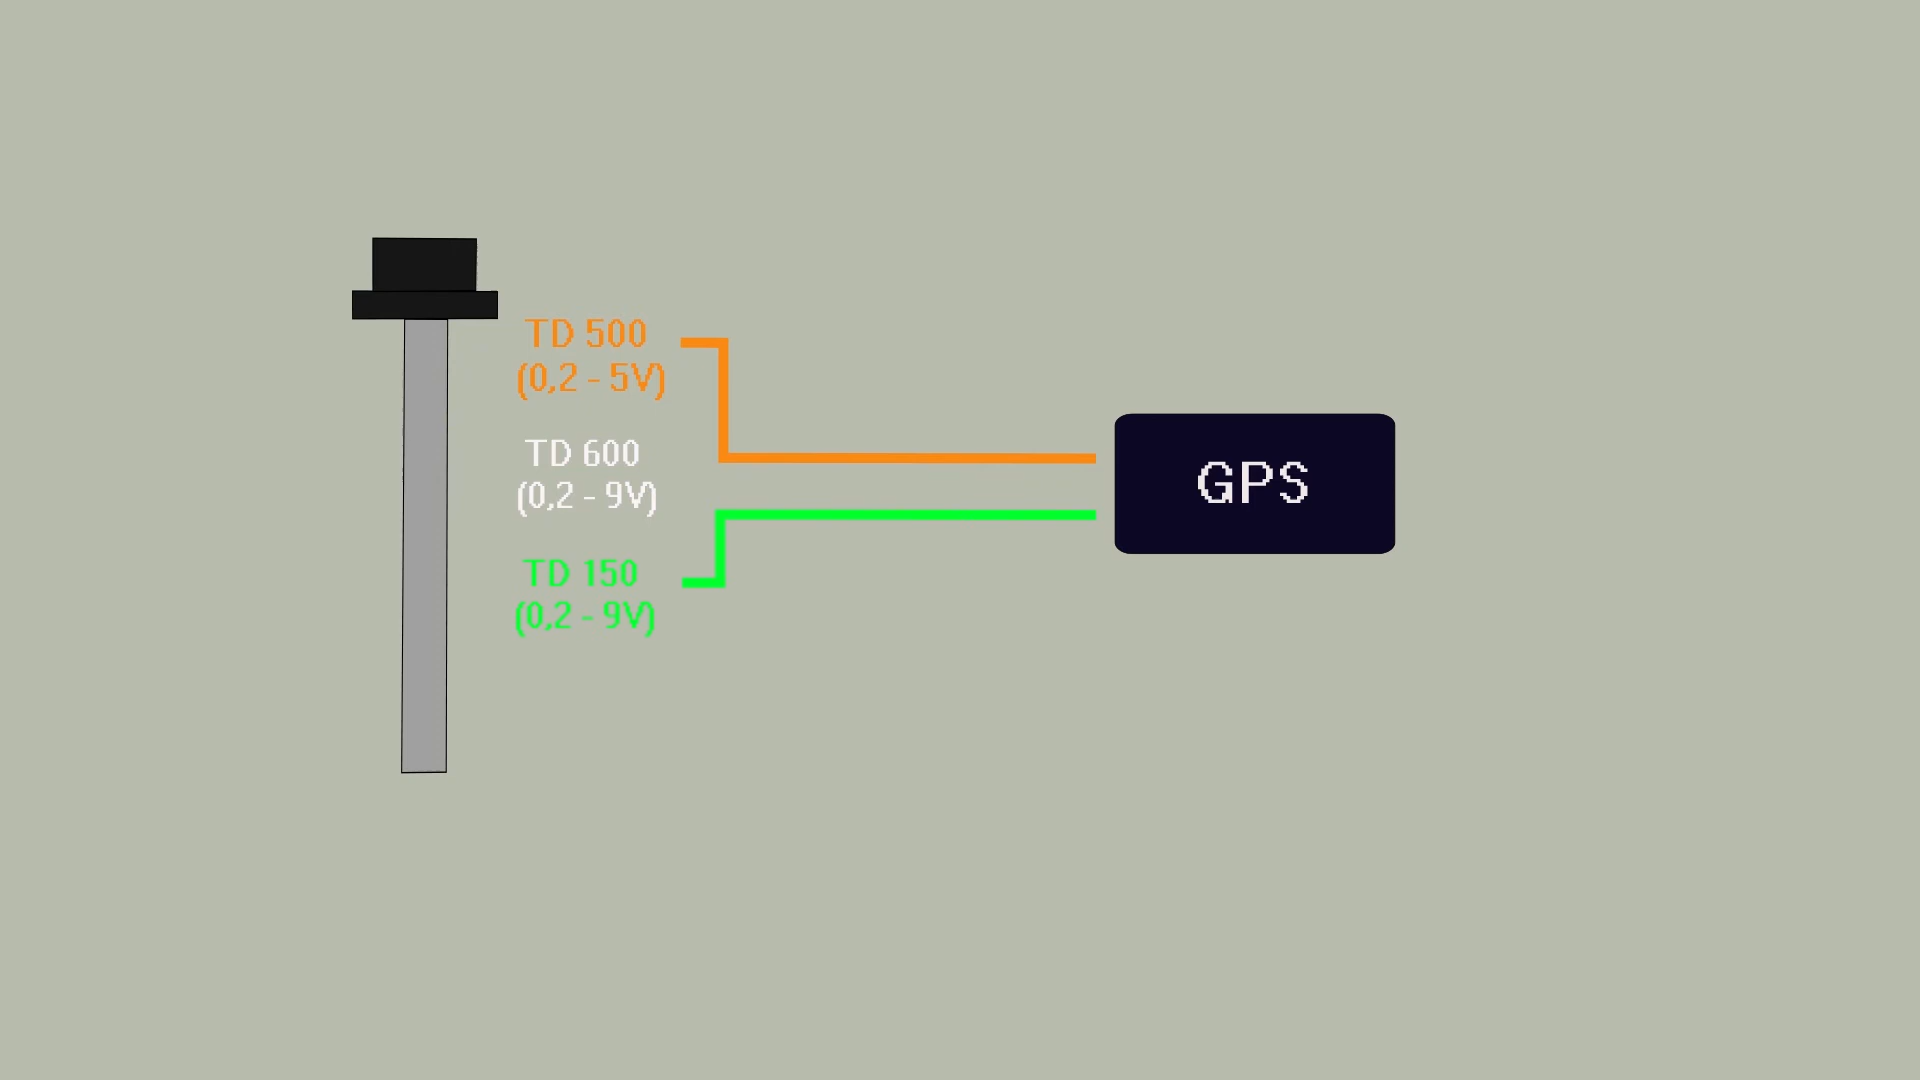 TD 500
(0,2 - 5V)
TD 600
(0,2 - 9V)
TD 150
(0,2 - 9V)
GPS